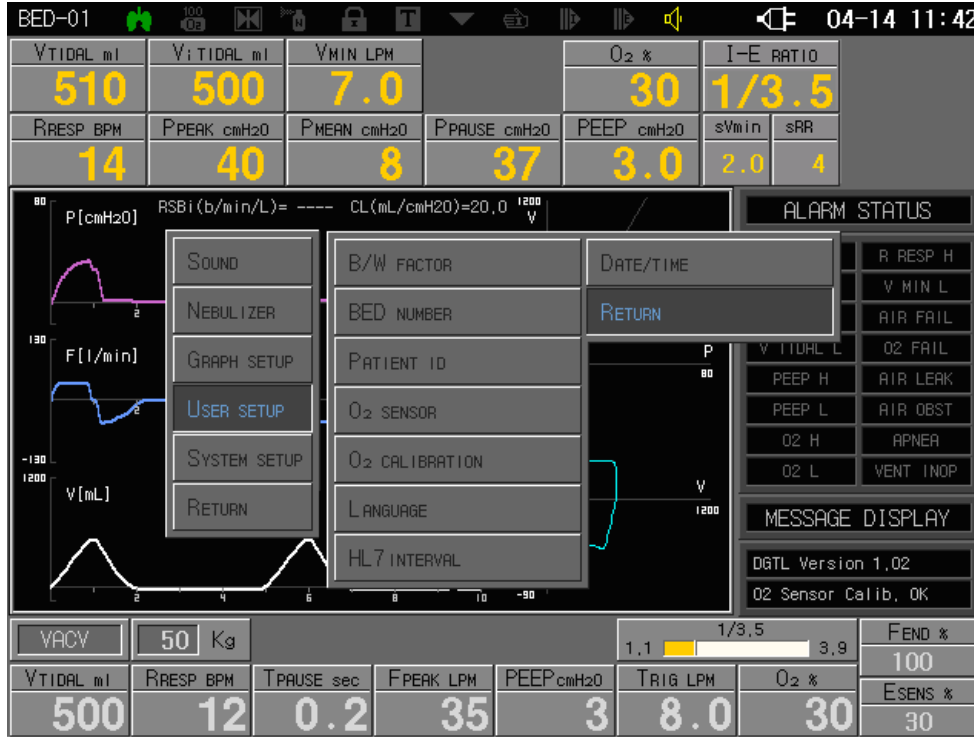 BED-01 100 O2 N T 04-14 11:42
VTIDAL ml ViTIDAL ml VMIN LPM O2 % I-E RATIO
510 500 7.0 30 1/3.5
RRESP BPM PPEAK cmH2O PMEAN cmH2O PPAUSE cmH2O PEEP cmH2O sVmin sRR
14 40 8 37 3.0 2.0 4
80 P[cmH2O] RSBi(b/min/L)= ---- CL(mL/cmH2O)=20,0 1200 V
2
130 F[l/min]
2
-130
1200 V[mL]
2 4 6 8 10 -90
P
80
V
1200
SOUND
NEBULIZER
GRAPH SETUP
USER SETUP
SYSTEM SETUP
RETURN
B/W FACTOR
BED NUMBER
PATIENT ID
O2 SENSOR
O2 CALIBRATION
LANGUAGE
HL7 INTERVAL
DATE/TIME
RETURN
ALARM STATUS
R RESP H
V MIN L
AIR FAIL
V TIDAL L O2 FAIL
PEEP H AIR LEAK
PEEP L AIR OBST
O2 H APNEA
O2 L VENT INOP
MESSAGE DISPLAY
DGTL Version 1,02
O2 Sensor Calib, OK
VACV 50 Kg
1/3,5
1,1 3,9
FEND %
100
VTIDAL ml RRESP BPM TPAUSE sec FPEAK LPM PEEP cmH2O TRIG LPM O2 %
500 12 0.2 35 3 8.0 30
ESENS %
30